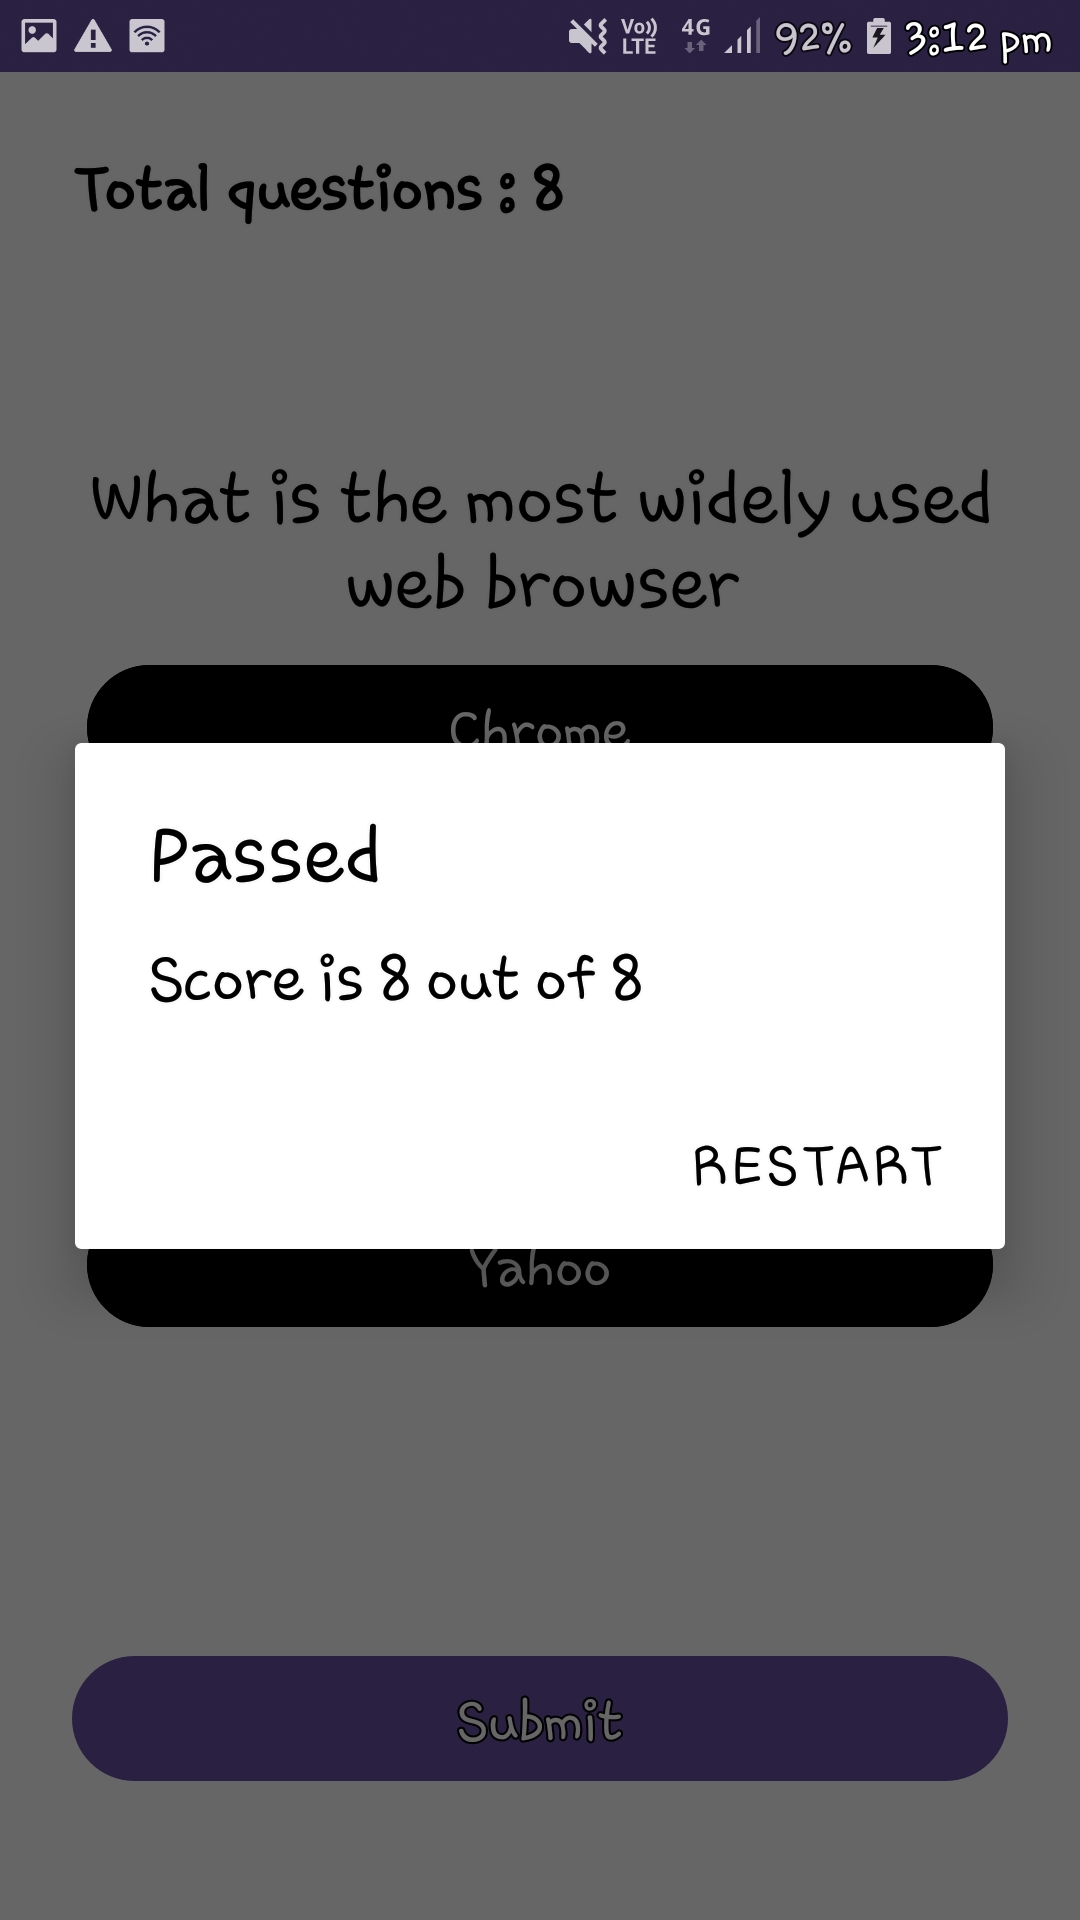 Vo)) LTE 4G 92% 3:12 pm
Total questions : 8
What is the most widely used
web browser
Chrome
Passed
Score is 8 out of 8
RESTART
Yahoo
Submit